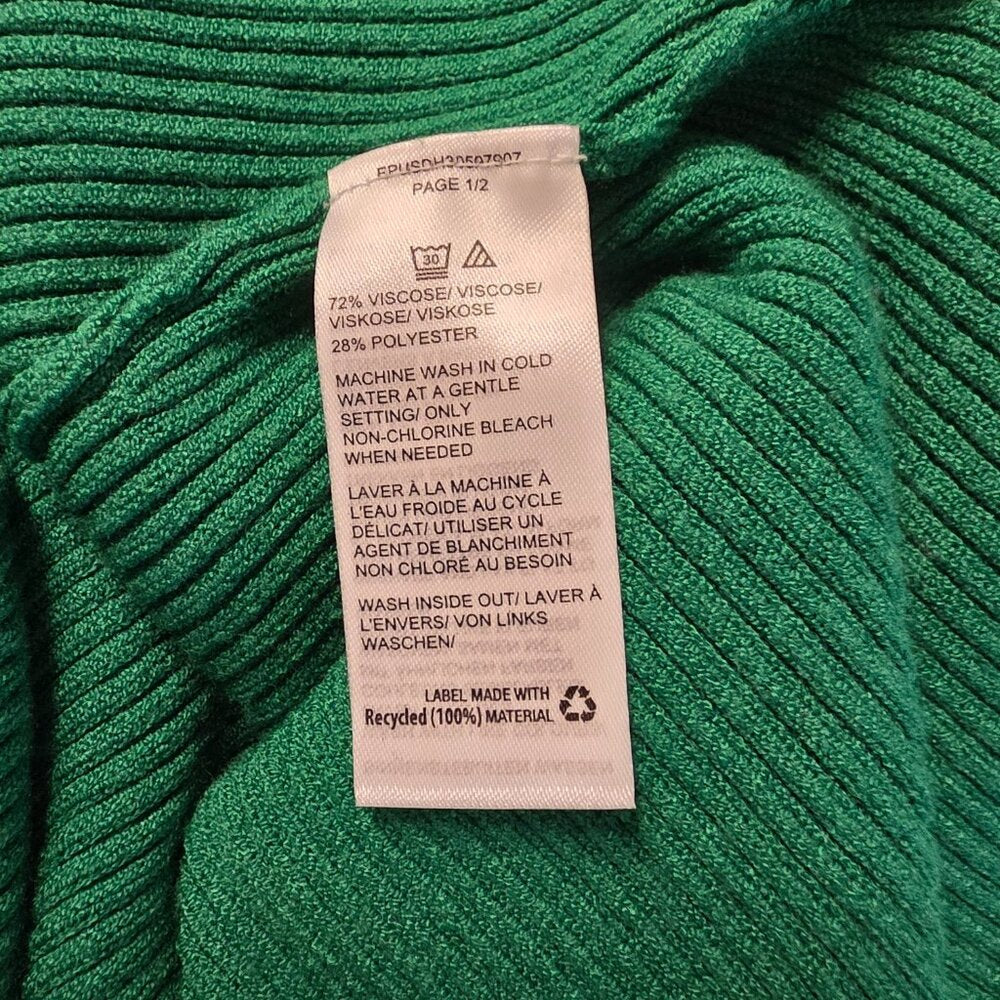 PAGE 1/2
30
72% VISCOSE/ VISCOSE/
VISKOSE/ VISKOSE
28% POLYESTER
MACHINE WASH IN COLD
WATER AT A GENTLE
SETTING/ ONLY
NON-CHLORINE BLEACH
WHEN NEEDED
LAVER À LA MACHINE À
L'EAU FROIDE AU CYCLE
DÉLICAT/ UTILISER UN
AGENT DE BLANCHIMENT
NON CHLORÉ AU BESOIN
WASH INSIDE OUT/ LAVER À
L'ENVERS/ VON LINKS
WASCHEN/
LABEL MADE WITH
Recycled (100%) MATERIAL